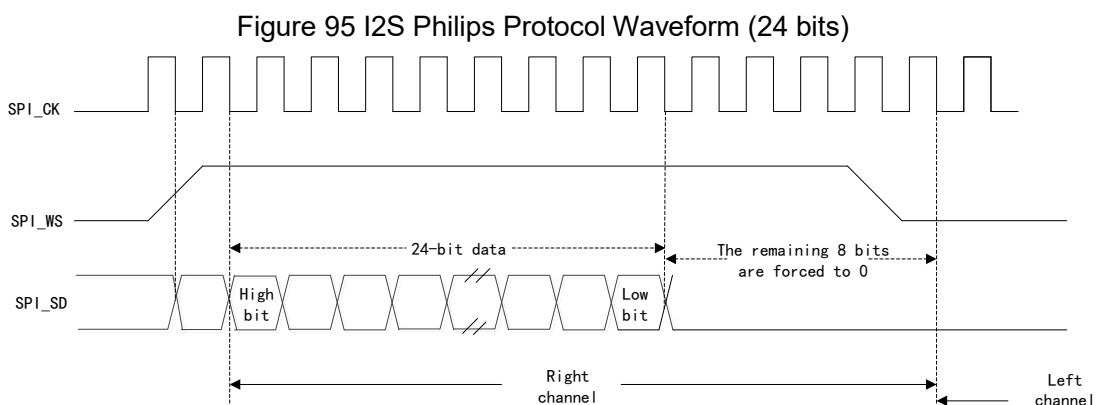 Figure 95 I2S Philips Protocol Waveform (24 bits)
SPI_CK
SPI_WS
24-bit data
The remaining 8 bits
are forced to 0
SPI_SD
High
bit
Low
bit
Right
channel
Left
channel